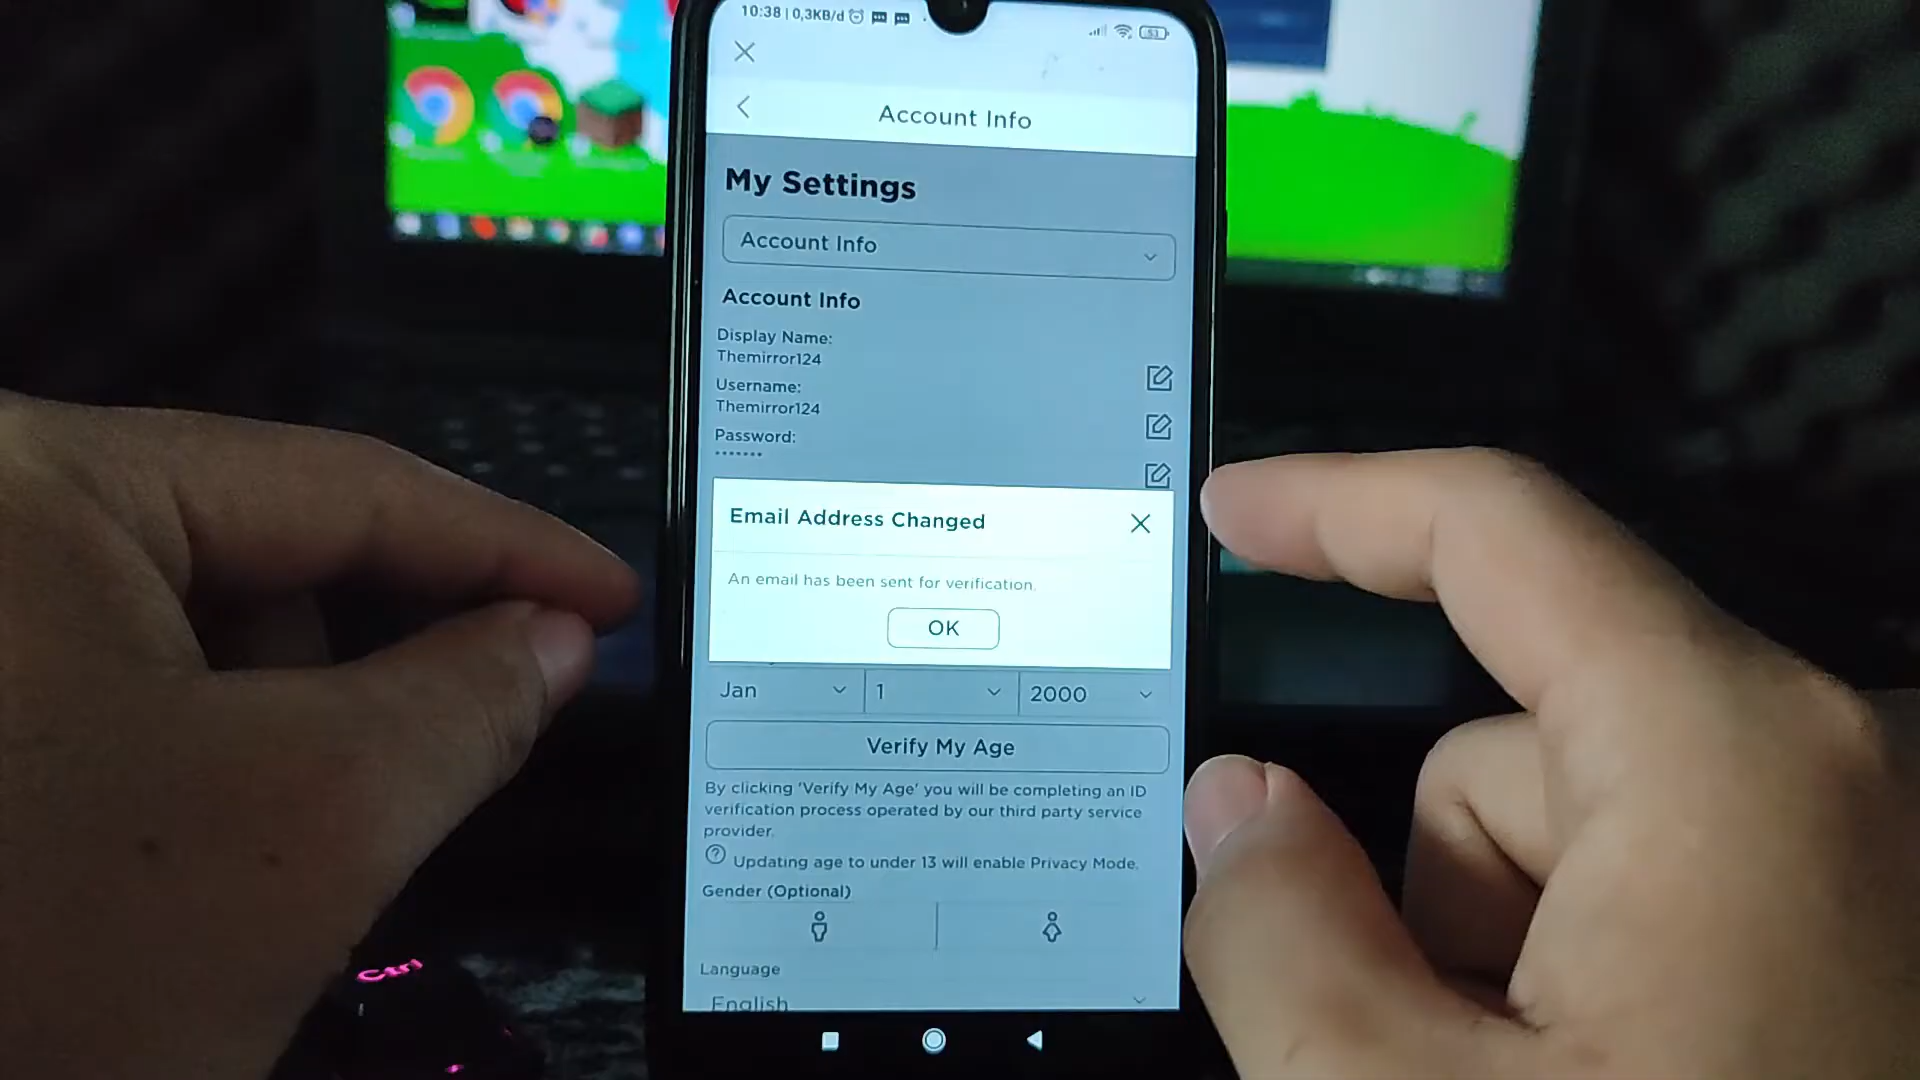 10:38 | 0,3KB/d
53
Account Info
My Settings
Account Info
Account Info
Display Name:
Themirror124
Username:
Themirror124
Password:
•••••••
Email Address Changed
An email has been sent for verification.
OK
Jan 1 2000
Verify My Age
By clicking 'Verify My Age' you will be completing an ID
verification process operated by our third party service
provider.
Updating age to under 13 will enable Privacy Mode.
Gender (Optional)
Language
English
Ctrl